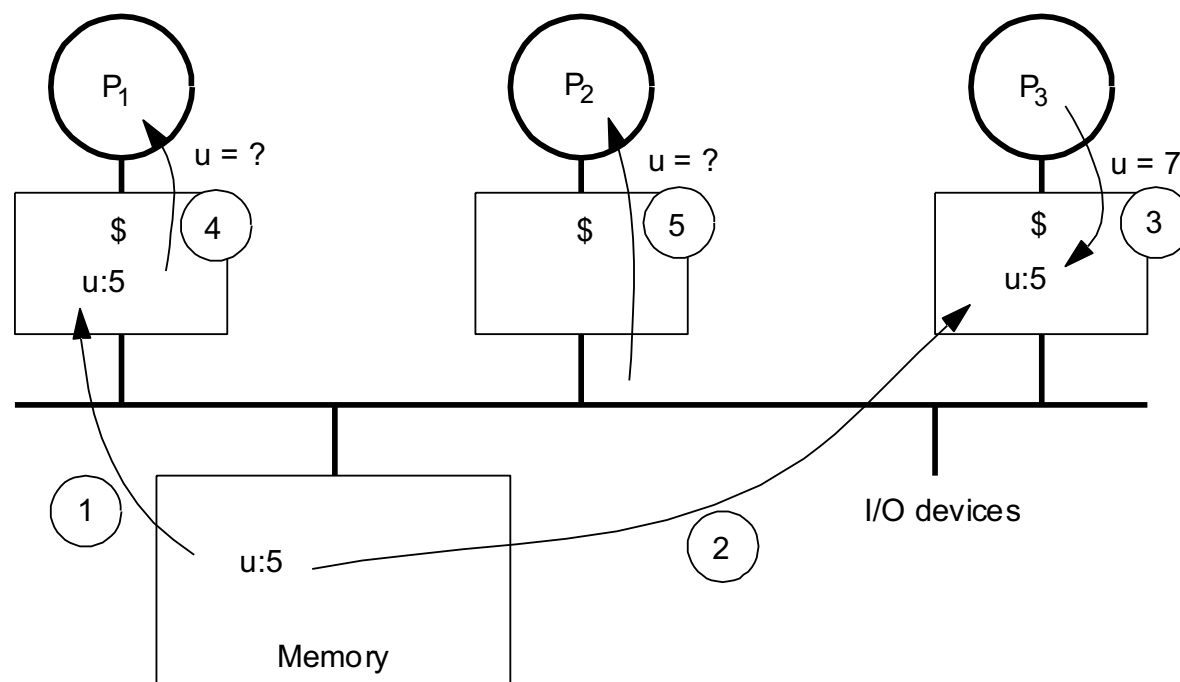 P1
P2
P3
u = ?
u = ?
u = 7
$
4
$
5
$
3
u:5
u:5
1
I/O devices
2
u:5
Memory